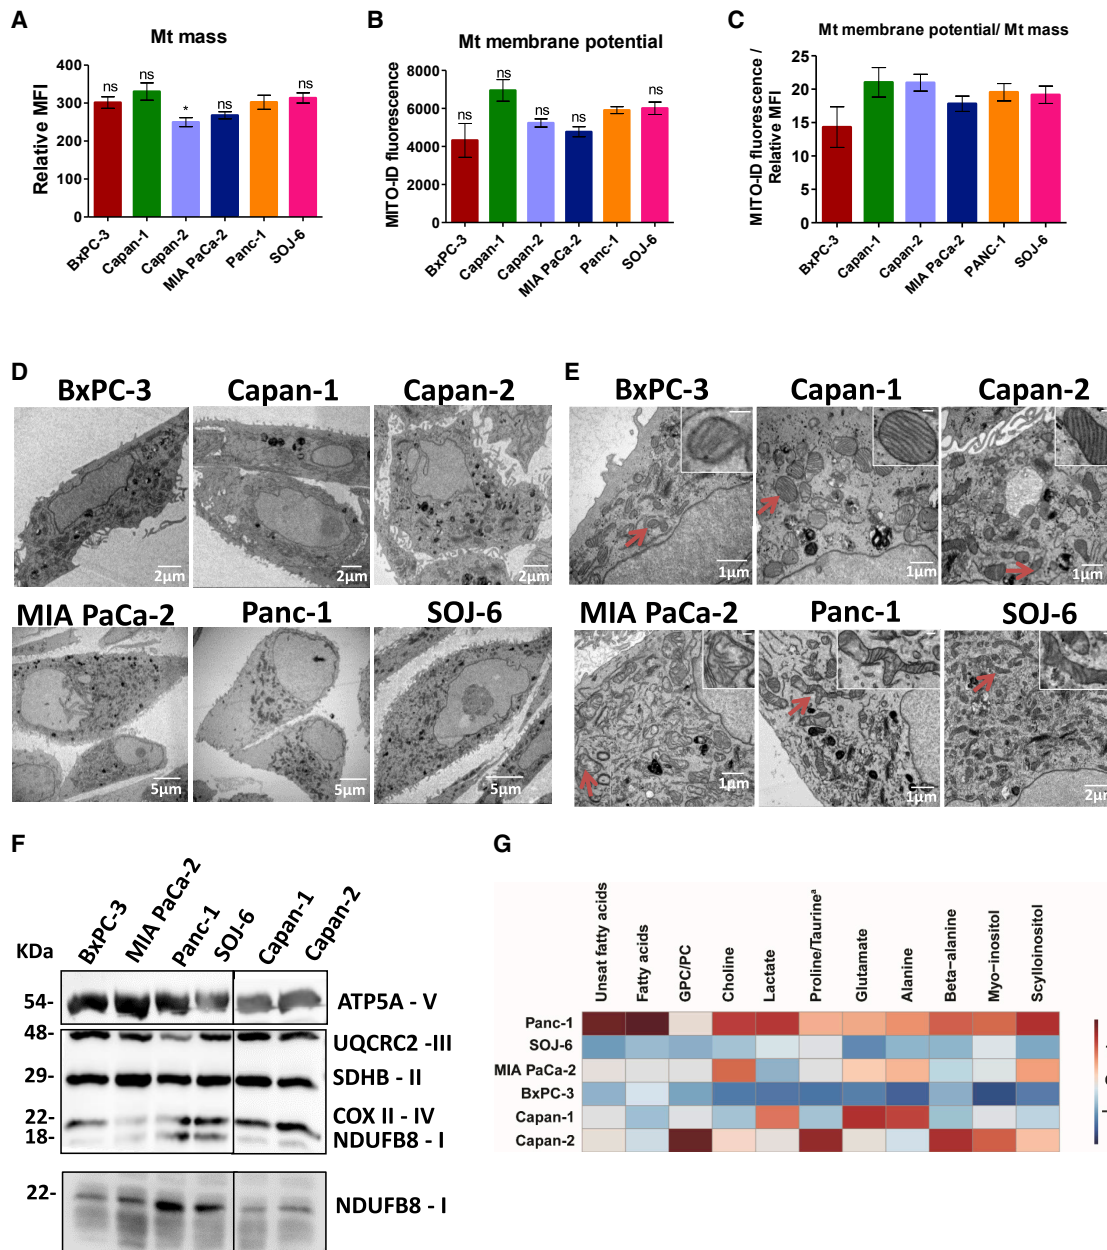 A
Mt mass
Relative MFI
400
300
200
100
0
ns
ns
*
ns
ns
BxPC-3
Capan-1
Capan-2
MIA PaCa-2
Panc-1
SOJ-6
B
Mt membrane potential
MITO-ID fluorescence
8000
6000
4000
2000
0
ns
ns
ns
ns
ns
BxPC-3
Capan-1
Capan-2
MIA PaCa-2
Panc-1
SOJ-6
C
Mt membrane potential/ Mt mass
MITO-ID fluorescence /
Relative MFI
25
20
15
10
5
0
BxPC-3
Capan-1
Capan-2
MIA PaCa-2
PANC-1
SOJ-6
D
BxPC-3
Capan-1
Capan-2
2µm
2µm
2µm
MIA PaCa-2
Panc-1
SOJ-6
5µm
5µm
5µm
E
BxPC-3
Capan-1
Capan-2
1µm
1µm
1µm
MIA PaCa-2
Panc-1
SOJ-6
1µm
1µm
2µm
F
KDa
BxPC-3
MIA PaCa-2
Panc-1
SOJ-6
Capan-1
Capan-2
54-
ATP5A - V
48-
UQCRC2 -III
29-
SDHB - II
22-
COX II - IV
18-
NDUFB8 - I
22-
NDUFB8 - I
G
Unsat fatty acids
Fatty acids
GPC/PC
Choline
Lactate
Proline/Taurineª
Glutamate
Alanine
Beta−alanine
Myo−inositol
Scylloinositol
Panc-1
SOJ-6
MIA PaCa-2
BxPC-3
Capan-1
Capan-2